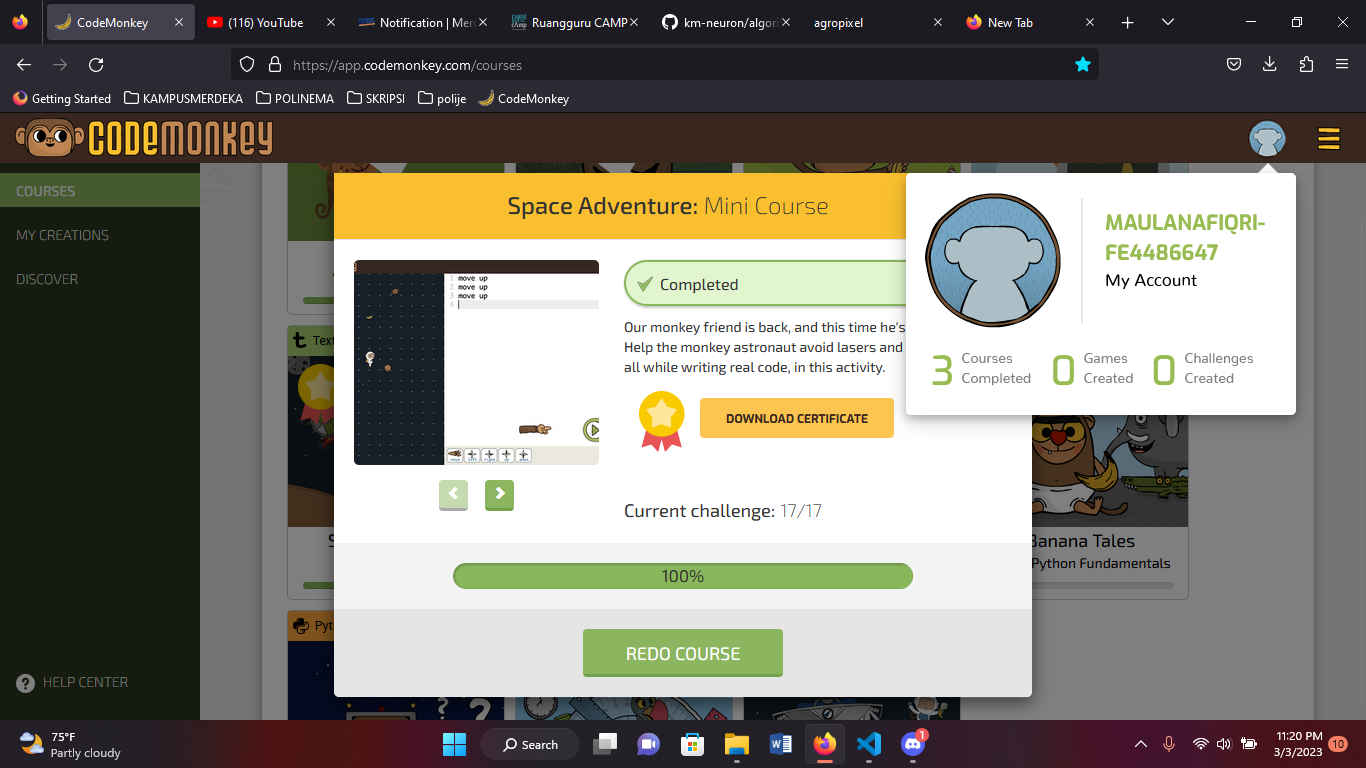 CodeMonkey
(116) YouTube
Notification | Mer
Ruangguru CAMP
km-neuron/algori
agropixel
New Tab
https://app.codemonkey.com/courses
Getting Started
KAMPUSMERDEKA
POLINEMA
SKRIPSI
polije
CodeMonkey
CODEMONKEY
COURSES
MY CREATIONS
DISCOVER
HELP CENTER
Space Adventure: Mini Course
1 move up
2 move up
3 move up
4
Completed
Our monkey friend is back, and this time he's
Help the monkey astronaut avoid lasers and
all while writing real code, in this activity.
DOWNLOAD CERTIFICATE
Current challenge: 17/17
100%
REDO COURSE
MAULANAFIQRI-
FE4486647
My Account
3 Courses Completed
0 Games Created
0 Challenges Created
Text
Banana Tales
Python Fundamentals
Pyt
75°F
Partly cloudy
Search
1
11:20 PM
3/3/2023
10